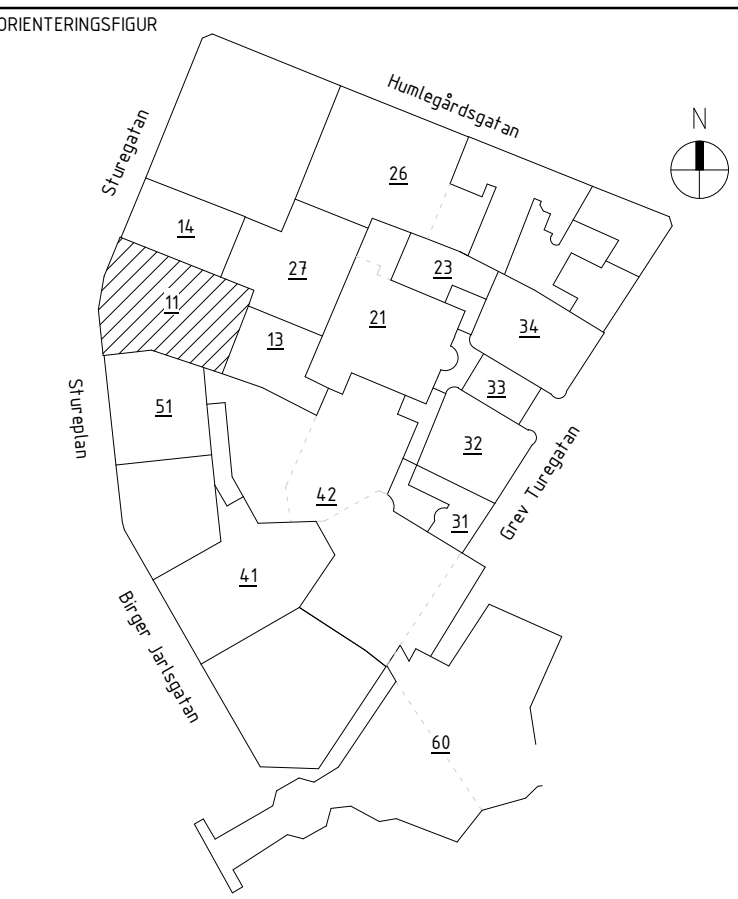 ORIENTERINGSFIGUR
Humlegårdsgatan
N
Sturegatan
26
14
23
27
11
21
34
13
33
Stureplan
51
32
Grev Turegatan
42
31
41
Birger Jarlsgatan
60